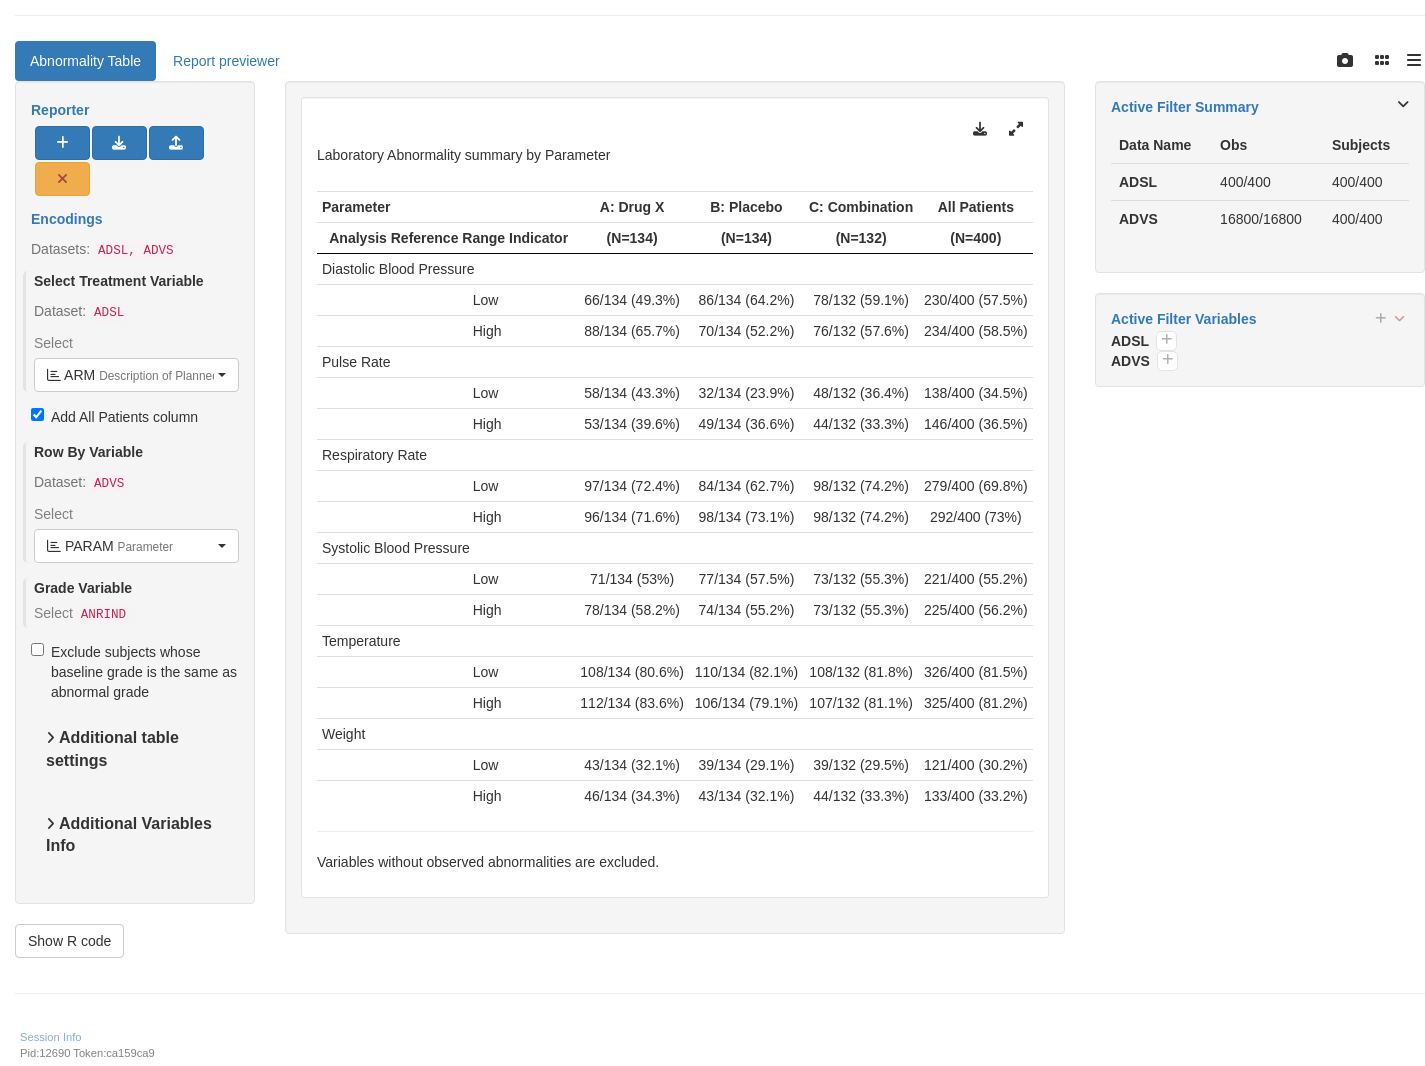 Abnormality Table
Report previewer
Reporter
Encodings
Datasets: ADSL, ADVS
Select Treatment Variable
Dataset: ADSL
Select
ARM Description of Planne
Add All Patients column
Row By Variable
Dataset: ADVS
Select
PARAM Parameter
Grade Variable
Select ANRIND
Exclude subjects whose
baseline grade is the same as
abnormal grade
Additional table
settings
Additional Variables
Info
Show R code
Laboratory Abnormality summary by Parameter
Parameter A: Drug X B: Placebo C: Combination All Patients
Analysis Reference Range Indicator (N=134) (N=134) (N=132) (N=400)
Diastolic Blood Pressure
Low 66/134 (49.3%) 86/134 (64.2%) 78/132 (59.1%) 230/400 (57.5%)
High 88/134 (65.7%) 70/134 (52.2%) 76/132 (57.6%) 234/400 (58.5%)
Pulse Rate
Low 58/134 (43.3%) 32/134 (23.9%) 48/132 (36.4%) 138/400 (34.5%)
High 53/134 (39.6%) 49/134 (36.6%) 44/132 (33.3%) 146/400 (36.5%)
Respiratory Rate
Low 97/134 (72.4%) 84/134 (62.7%) 98/132 (74.2%) 279/400 (69.8%)
High 96/134 (71.6%) 98/134 (73.1%) 98/132 (74.2%) 292/400 (73%)
Systolic Blood Pressure
Low 71/134 (53%) 77/134 (57.5%) 73/132 (55.3%) 221/400 (55.2%)
High 78/134 (58.2%) 74/134 (55.2%) 73/132 (55.3%) 225/400 (56.2%)
Temperature
Low 108/134 (80.6%) 110/134 (82.1%) 108/132 (81.8%) 326/400 (81.5%)
High 112/134 (83.6%) 106/134 (79.1%) 107/132 (81.1%) 325/400 (81.2%)
Weight
Low 43/134 (32.1%) 39/134 (29.1%) 39/132 (29.5%) 121/400 (30.2%)
High 46/134 (34.3%) 43/134 (32.1%) 44/132 (33.3%) 133/400 (33.2%)
Variables without observed abnormalities are excluded.
Active Filter Summary
Data Name Obs Subjects
ADSL 400/400 400/400
ADVS 16800/16800 400/400
Active Filter Variables
ADSL
ADVS
Session Info
Pid:12690 Token:ca159ca9